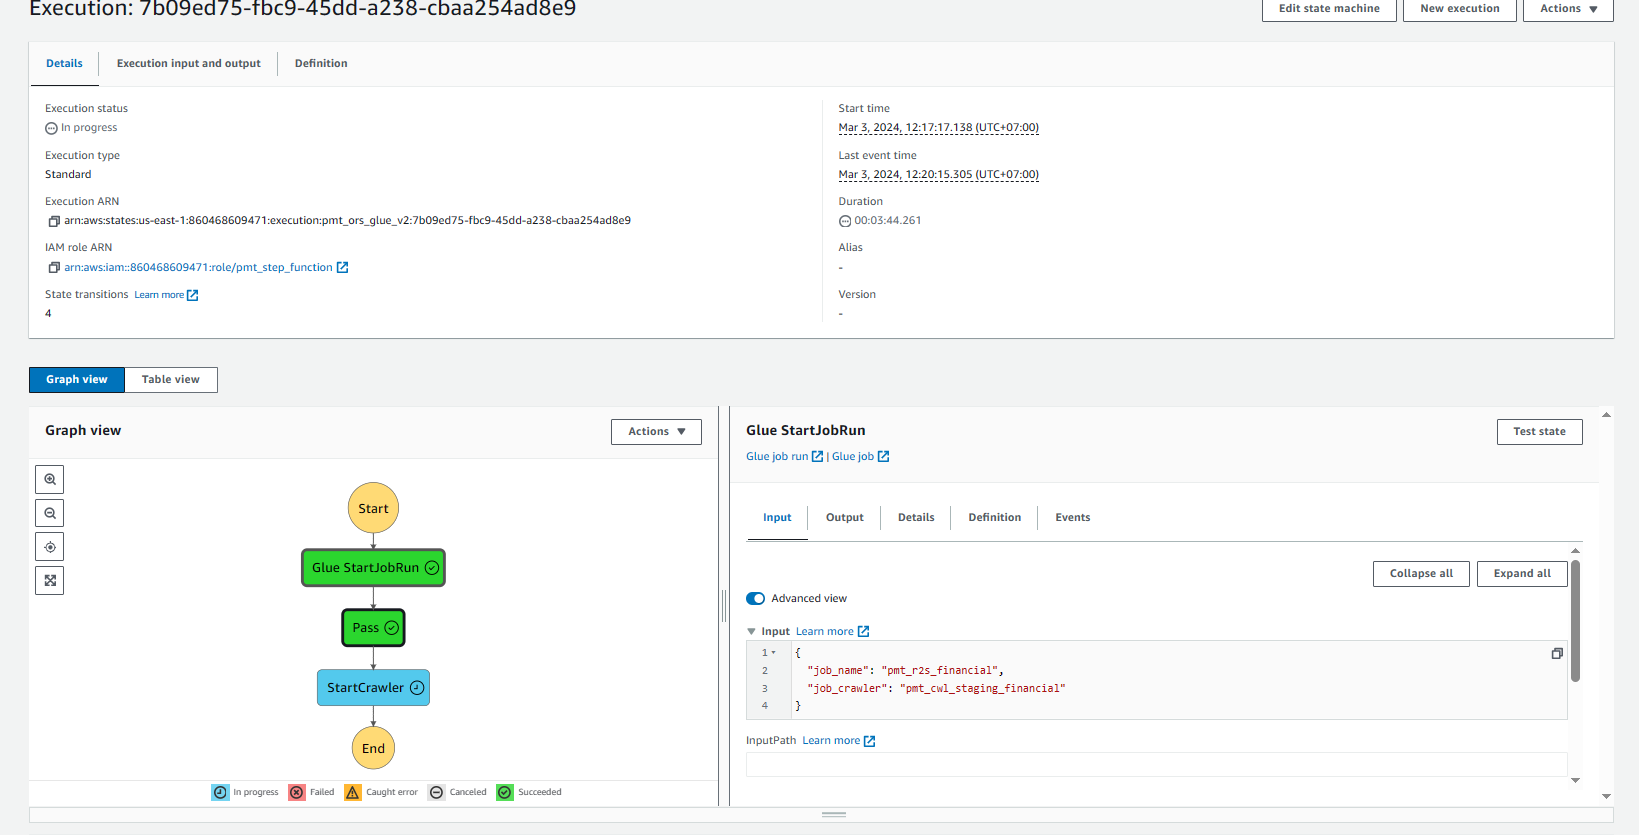 Execution: 7b09ed75-fbc9-45dd-a238-cbaa254ad8e9
Edit state machine
New execution
Actions
Details
Execution input and output
Definition
Execution status
In progress
Execution type
Standard
Execution ARN
arn:aws:states:us-east-1:860468609471:execution:pmt_ors_glue_v2:7b09ed75-fbc9-45dd-a238-cbaa254ad8e9
IAM role ARN
arn:aws:iam::860468609471:role/pmt_step_function
State transitions Learn more
4
Start time
Mar 3, 2024, 12:17:17.138 (UTC+07:00)
Last event time
Mar 3, 2024, 12:20:15.305 (UTC+07:00)
Duration
00:03:44.261
Alias
-
Version
-
Graph view
Table view
Graph view
Actions
Start
Glue StartJobRun
Pass
StartCrawler
End
In progress
Failed
Caught error
Canceled
Succeeded
Glue StartJobRun
Test state
Glue job run | Glue job
Input
Output
Details
Definition
Events
Collapse all
Expand all
Advanced view
Input Learn more
1 {
2 "job_name": "pmt_r2s_financial",
3 "job_crawler": "pmt_cwl_staging_financial"
4 }
InputPath Learn more